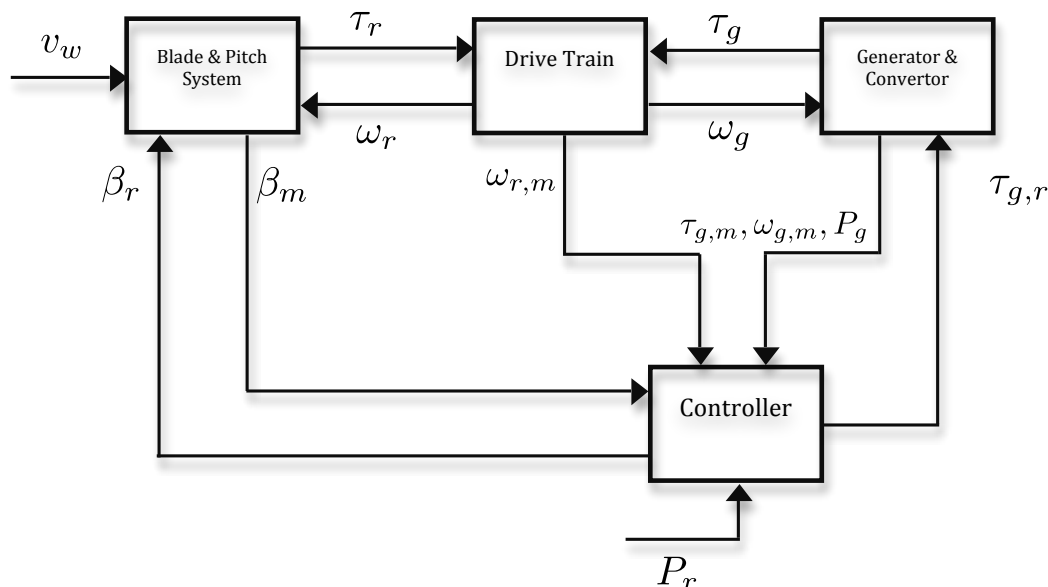 τ_r
τ_g
v_w
Blade & Pitch
System
Drive Train
Generator &
Convertor
ω_r
ω_g
β_r
β_m
ω_{r,m}
τ_{g,r}
τ_{g,m}, ω_{g,m}, P_g
Controller
P_r